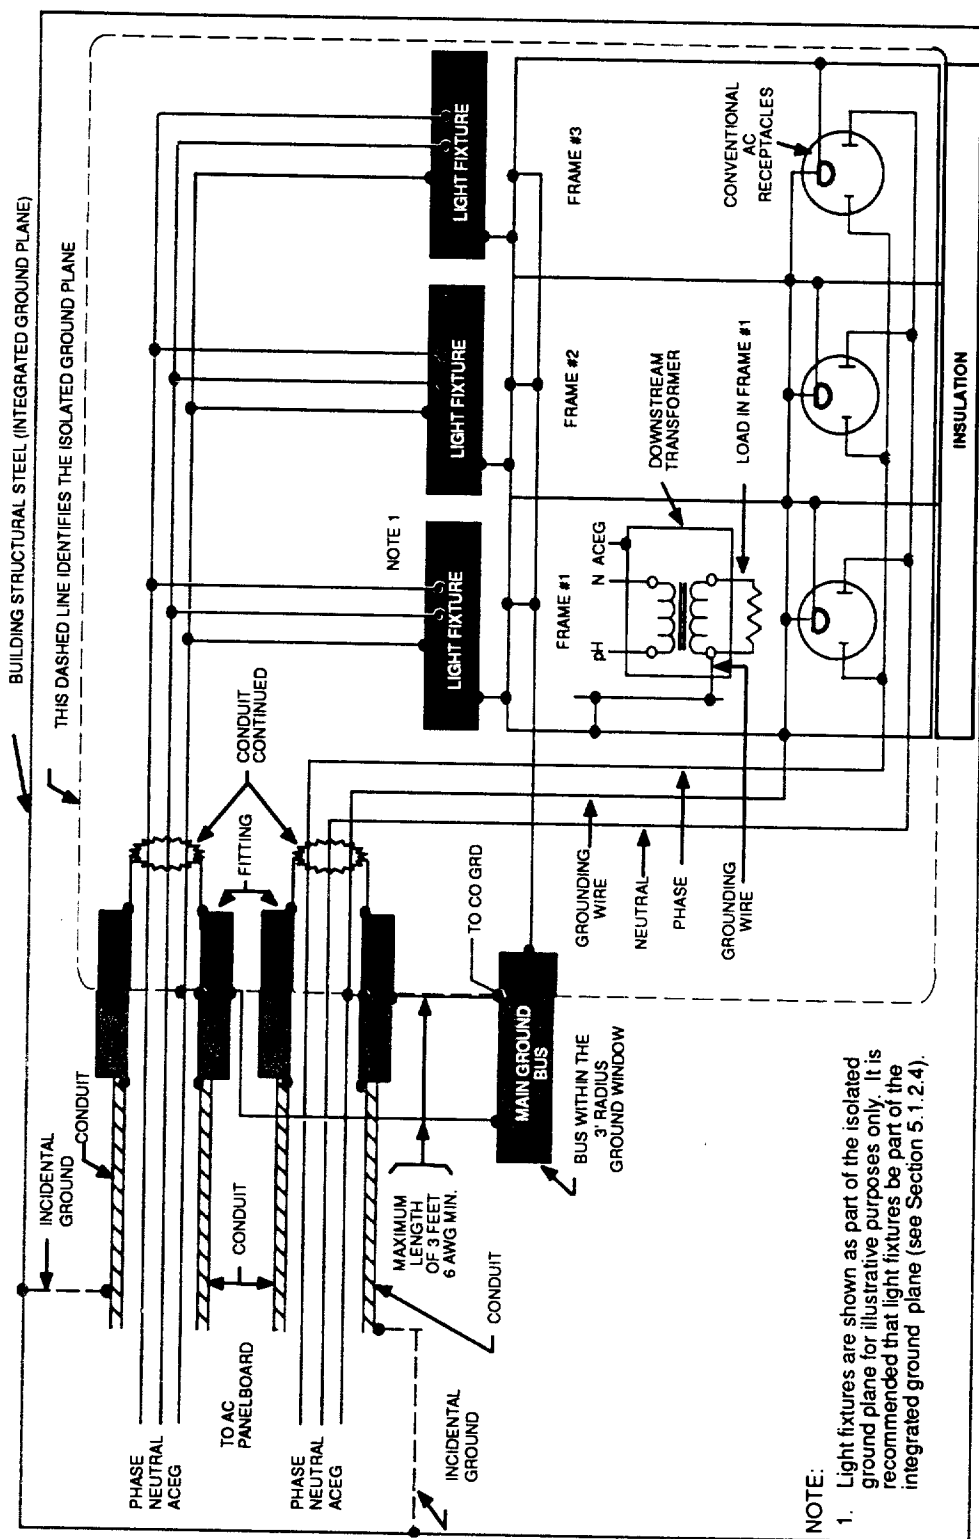 BUILDING STRUCTURAL STEEL (INTEGRATED GROUND PLANE)
THIS DASHED LINE IDENTIFIES THE ISOLATED GROUND PLANE
INCIDENTAL
GROUND
CONDUIT
PHASE
NEUTRAL
ACEG
CONDUIT
CONTINUED
FITTING
TO AC
PANELBOARD
CONDUIT
PHASE
NEUTRAL
ACEG
INCIDENTAL
GROUND
CONDUIT
MAXIMUM
LENGTH
OF 3 FEET
6 AWG MIN.
TO CO GRD
MAIN GROUND
BUS
BUS WITHIN THE
3' RADIUS
GROUND WINDOW
NOTE 1
LIGHT FIXTURE
LIGHT FIXTURE
LIGHT FIXTURE
FRAME #1
FRAME #2
FRAME #3
pH
N
ACEG
DOWNSTREAM
TRANSFORMER
LOAD IN FRAME #1
CONVENTIONAL
AC
RECEPTACLES
GROUNDING
WIRE
NEUTRAL
PHASE
GROUNDING
WIRE
INSULATION
NOTE:
1. Light fixtures are shown as part of the isolated
ground plane for illustrative purposes only. It is
recommended that light fixtures be part of the
integrated ground plane (see Section 5.1.2.4).